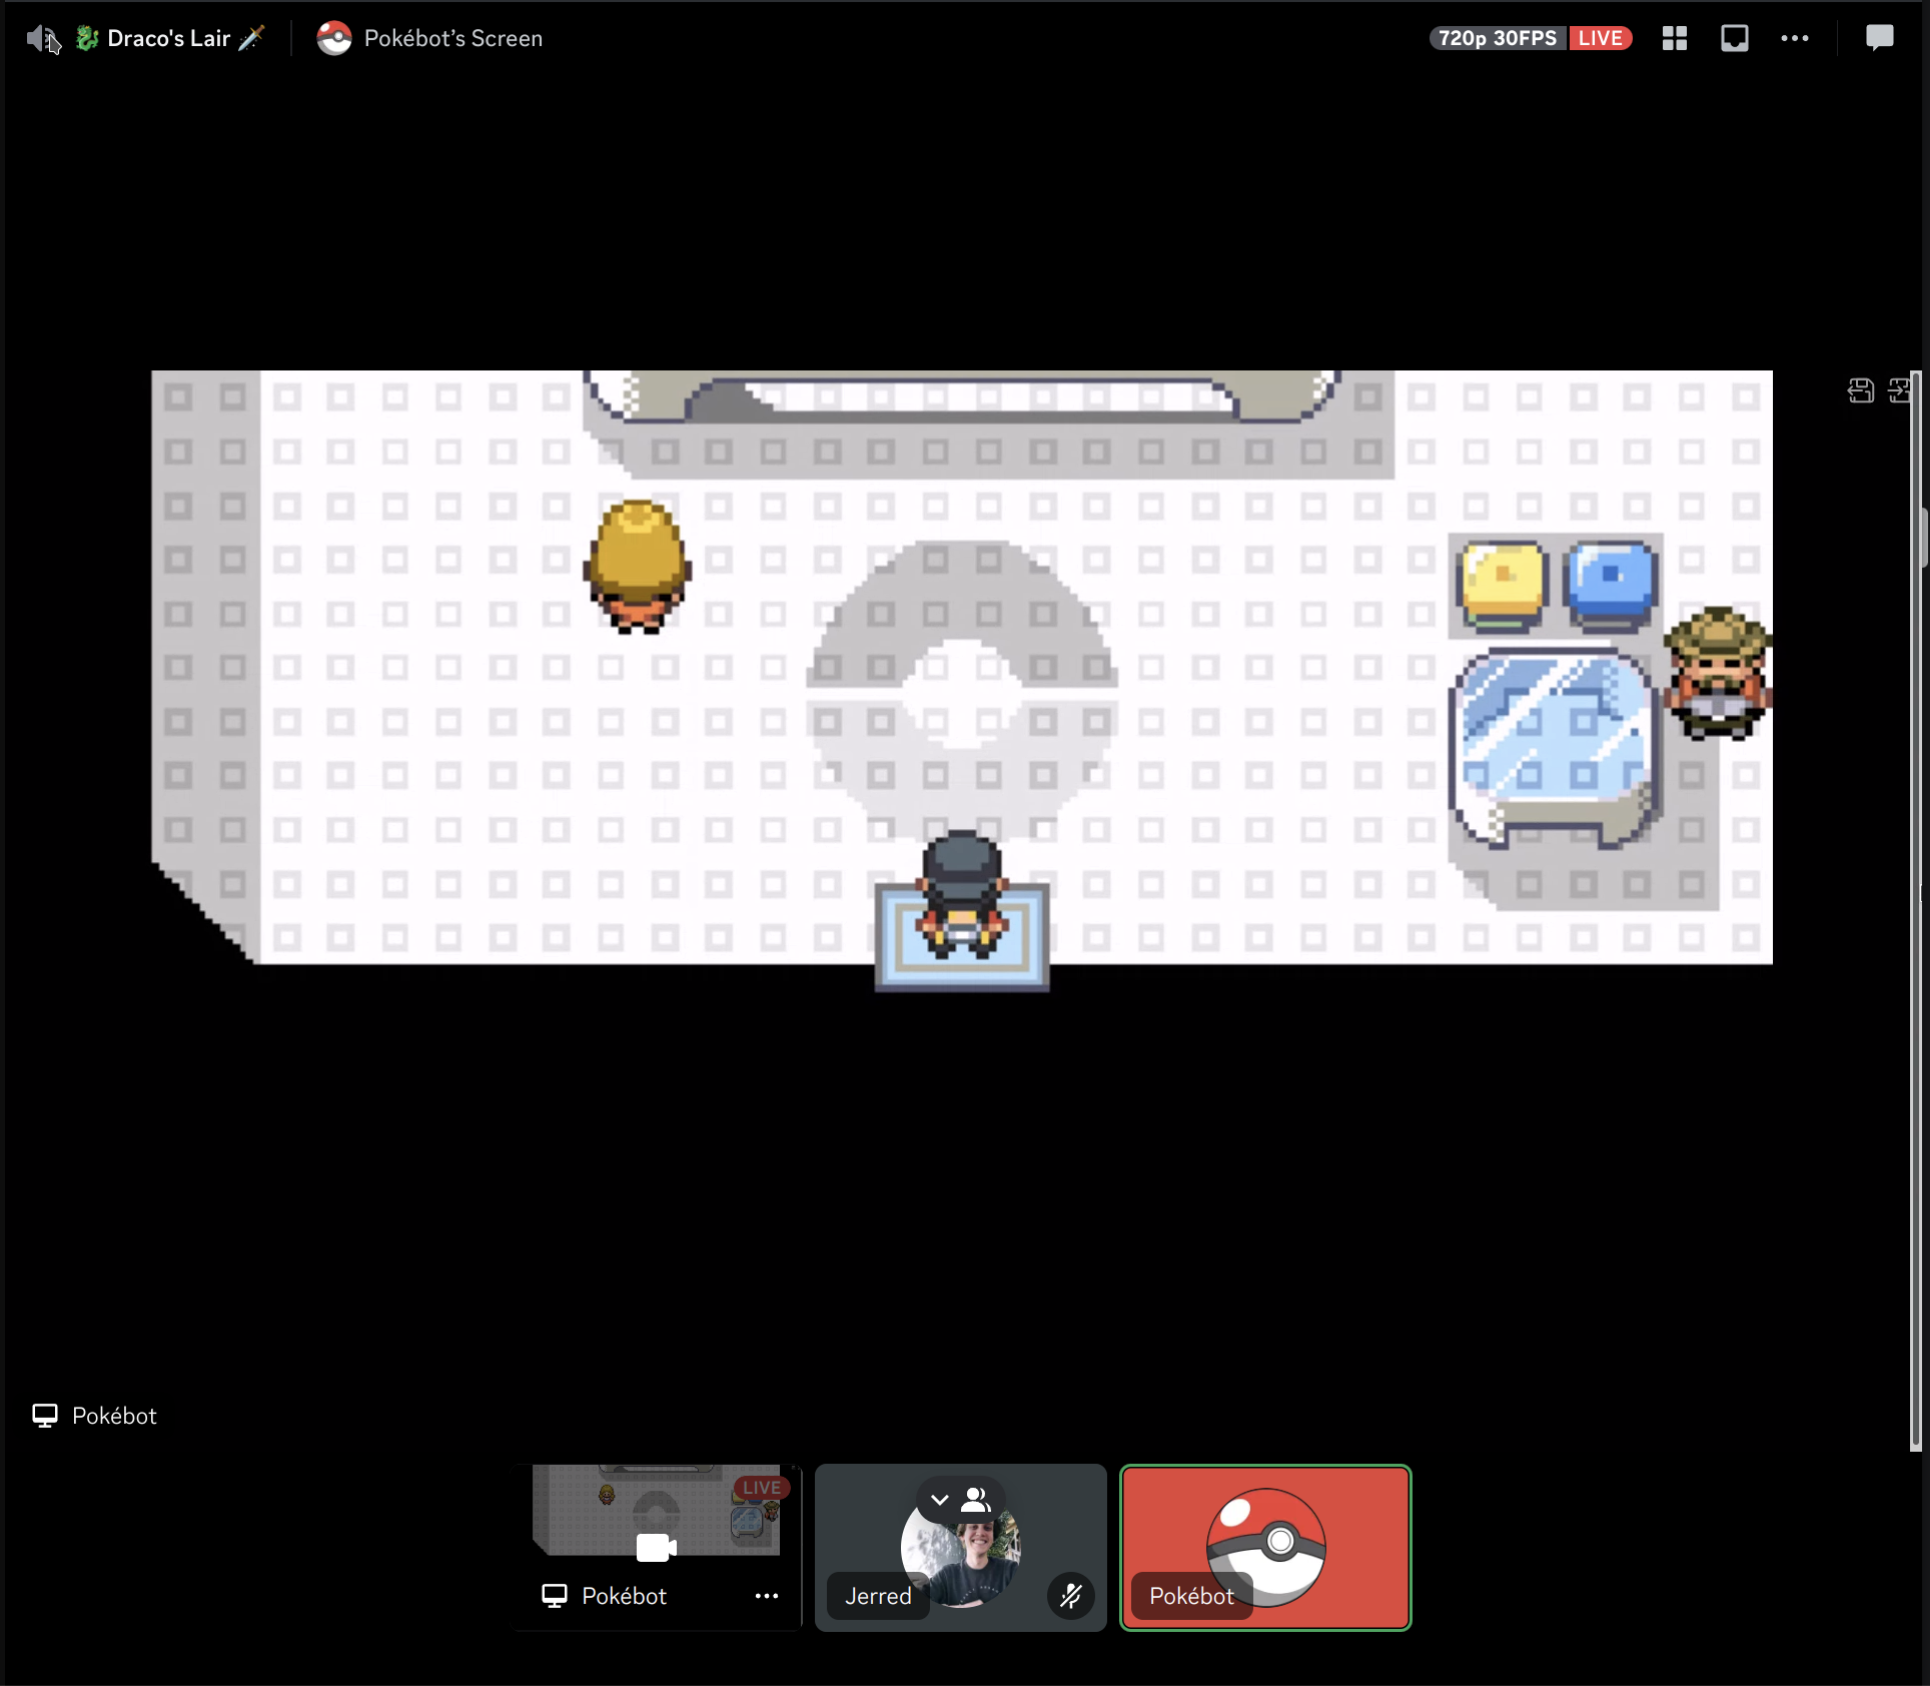 Draco's Lair
Pokébot's Screen
720p 30FPS LIVE
Pokébot
LIVE
Pokébot
Jerred
Pokébot